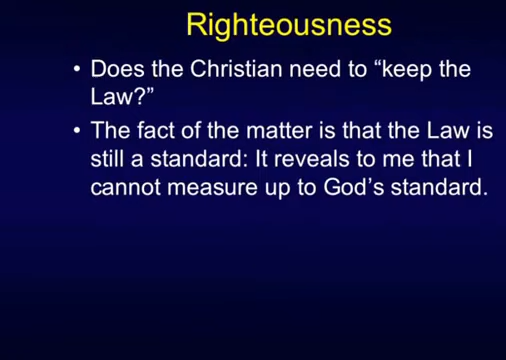 Righteousness
• Does the Christian need to “keep the
Law?”
• The fact of the matter is that the Law is
still a standard: It reveals to me that I
cannot measure up to God’s standard.